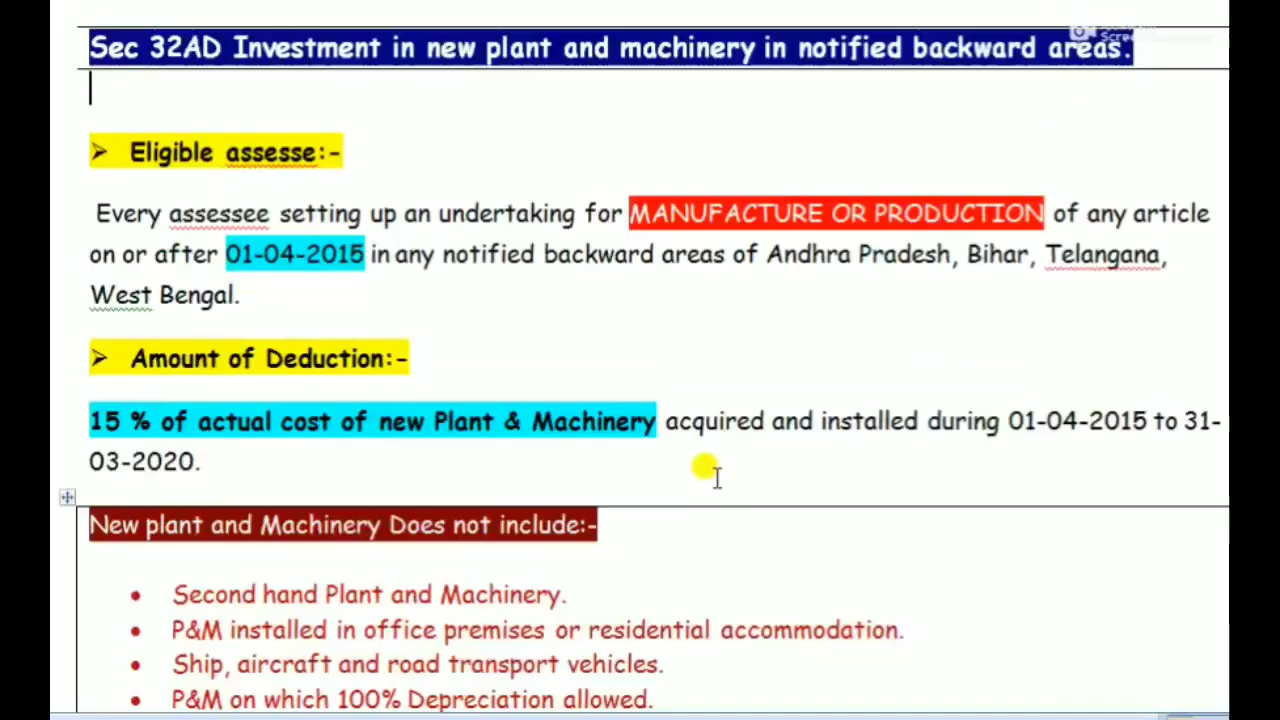 Sec 32AD Investment in new plant and machinery in notified backward areas.
➢ Eligible assesse:-
Every assessee setting up an undertaking for MANUFACTURE OR PRODUCTION of any article
on or after 01-04-2015 in any notified backward areas of Andhra Pradesh, Bihar, Telangana,
West Bengal.
➢ Amount of Deduction:-
15 % of actual cost of new Plant & Machinery acquired and installed during 01-04-2015 to 31-
03-2020.
New plant and Machinery Does not include:-
• Second hand Plant and Machinery.
• P&M installed in office premises or residential accommodation.
• Ship, aircraft and road transport vehicles.
• P&M on which 100% Depreciation allowed.